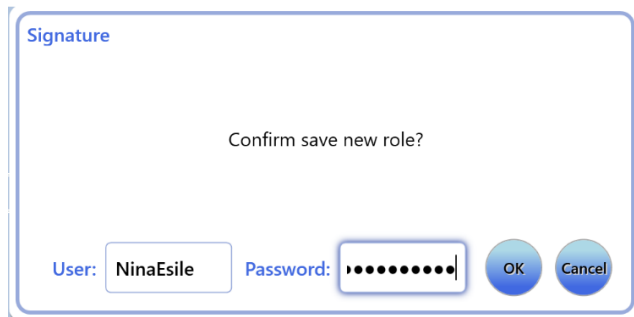 Signature
Confirm save new role?
User: NinaEsile Password: ●●●●●●●●●● OK Cancel